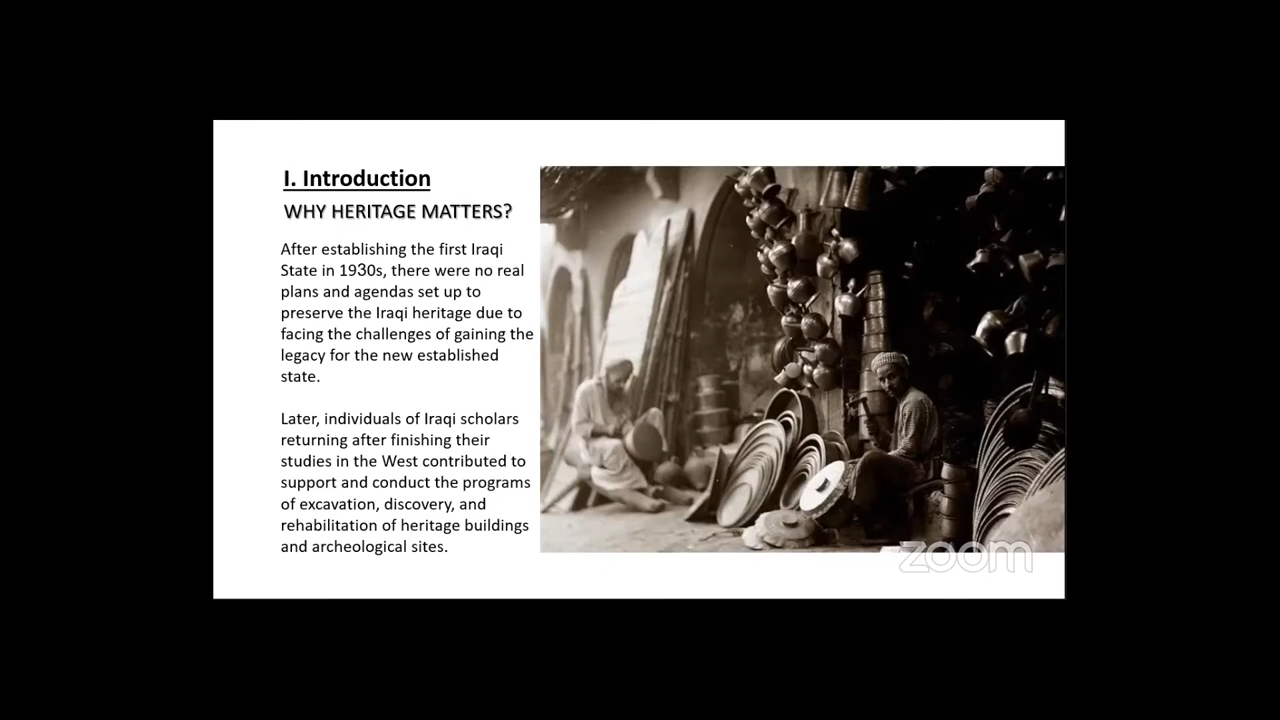 I. Introduction
WHY HERITAGE MATTERS?
After establishing the first Iraqi
State in 1930s, there were no real
plans and agendas set up to
preserve the Iraqi heritage due to
facing the challenges of gaining the
legacy for the new established
state.
Later, individuals of Iraqi scholars
returning after finishing their
studies in the West contributed to
support and conduct the programs
of excavation, discovery, and
rehabilitation of heritage buildings
and archeological sites.
zoom